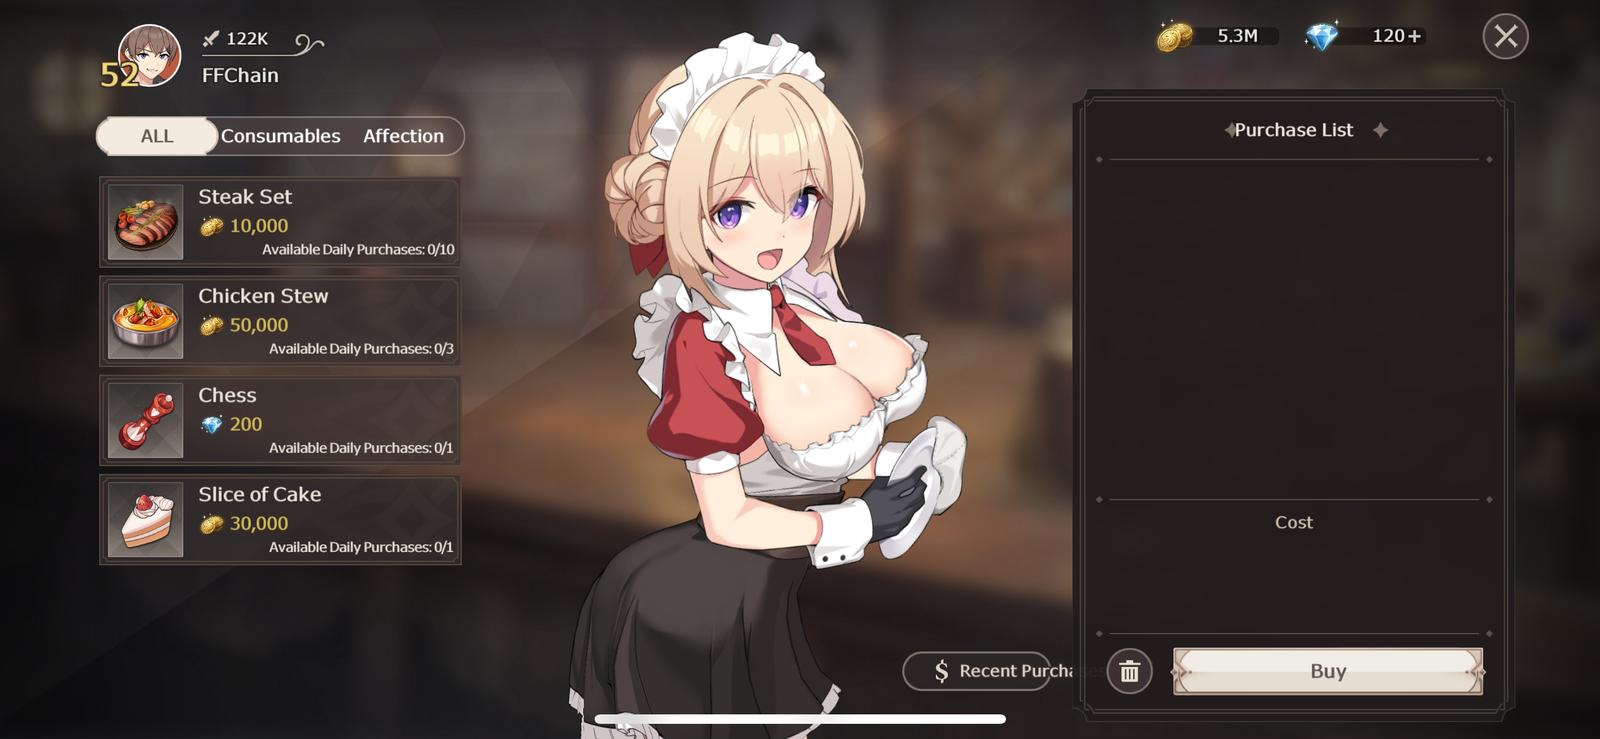 122K
52
FFChain
5.3M
120+
ALL Consumables Affection
Steak Set
10,000
Available Daily Purchases: 0/10
Chicken Stew
50,000
Available Daily Purchases: 0/3
Chess
200
Available Daily Purchases: 0/1
Slice of Cake
30,000
Available Daily Purchases: 0/1
Purchase List
Cost
$ Recent Purchases
Buy